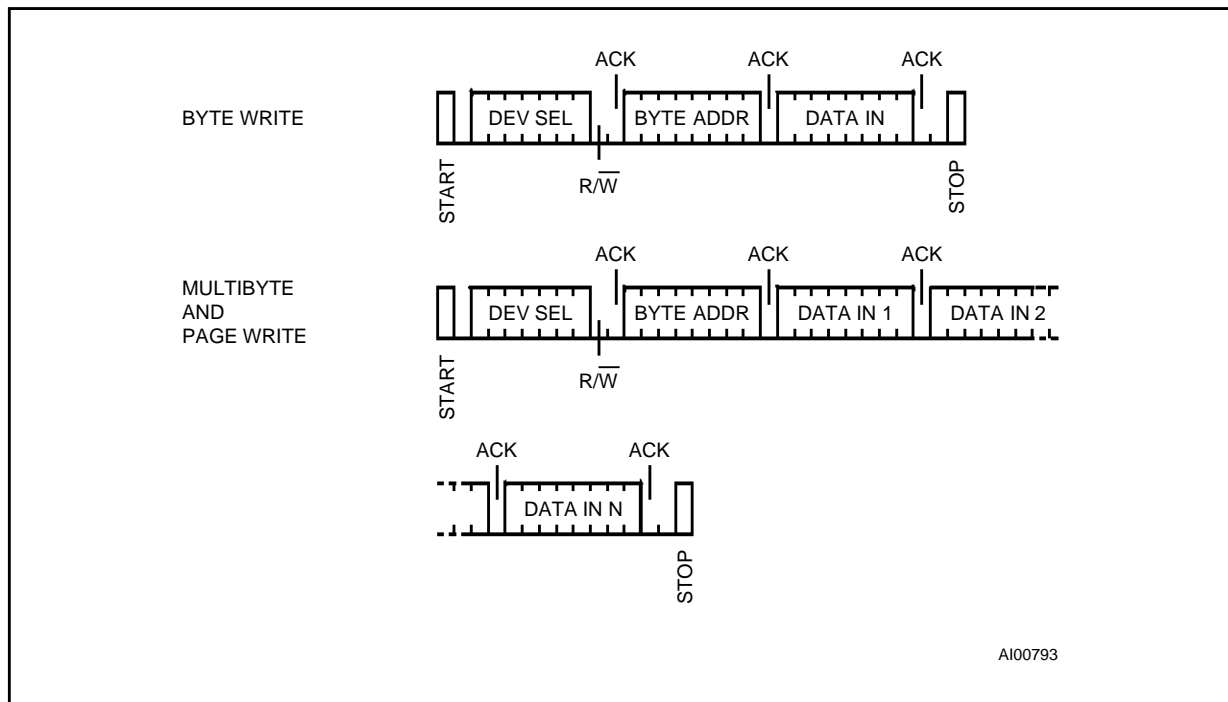 ACK ACK ACK
BYTE WRITE DEV SEL BYTE ADDR DATA IN
R/W̅
START STOP
ACK ACK ACK
MULTIBYTE
AND
PAGE WRITE
DEV SEL BYTE ADDR DATA IN 1 DATA IN 2
R/W̅
START
ACK ACK
DATA IN N
STOP
AI00793